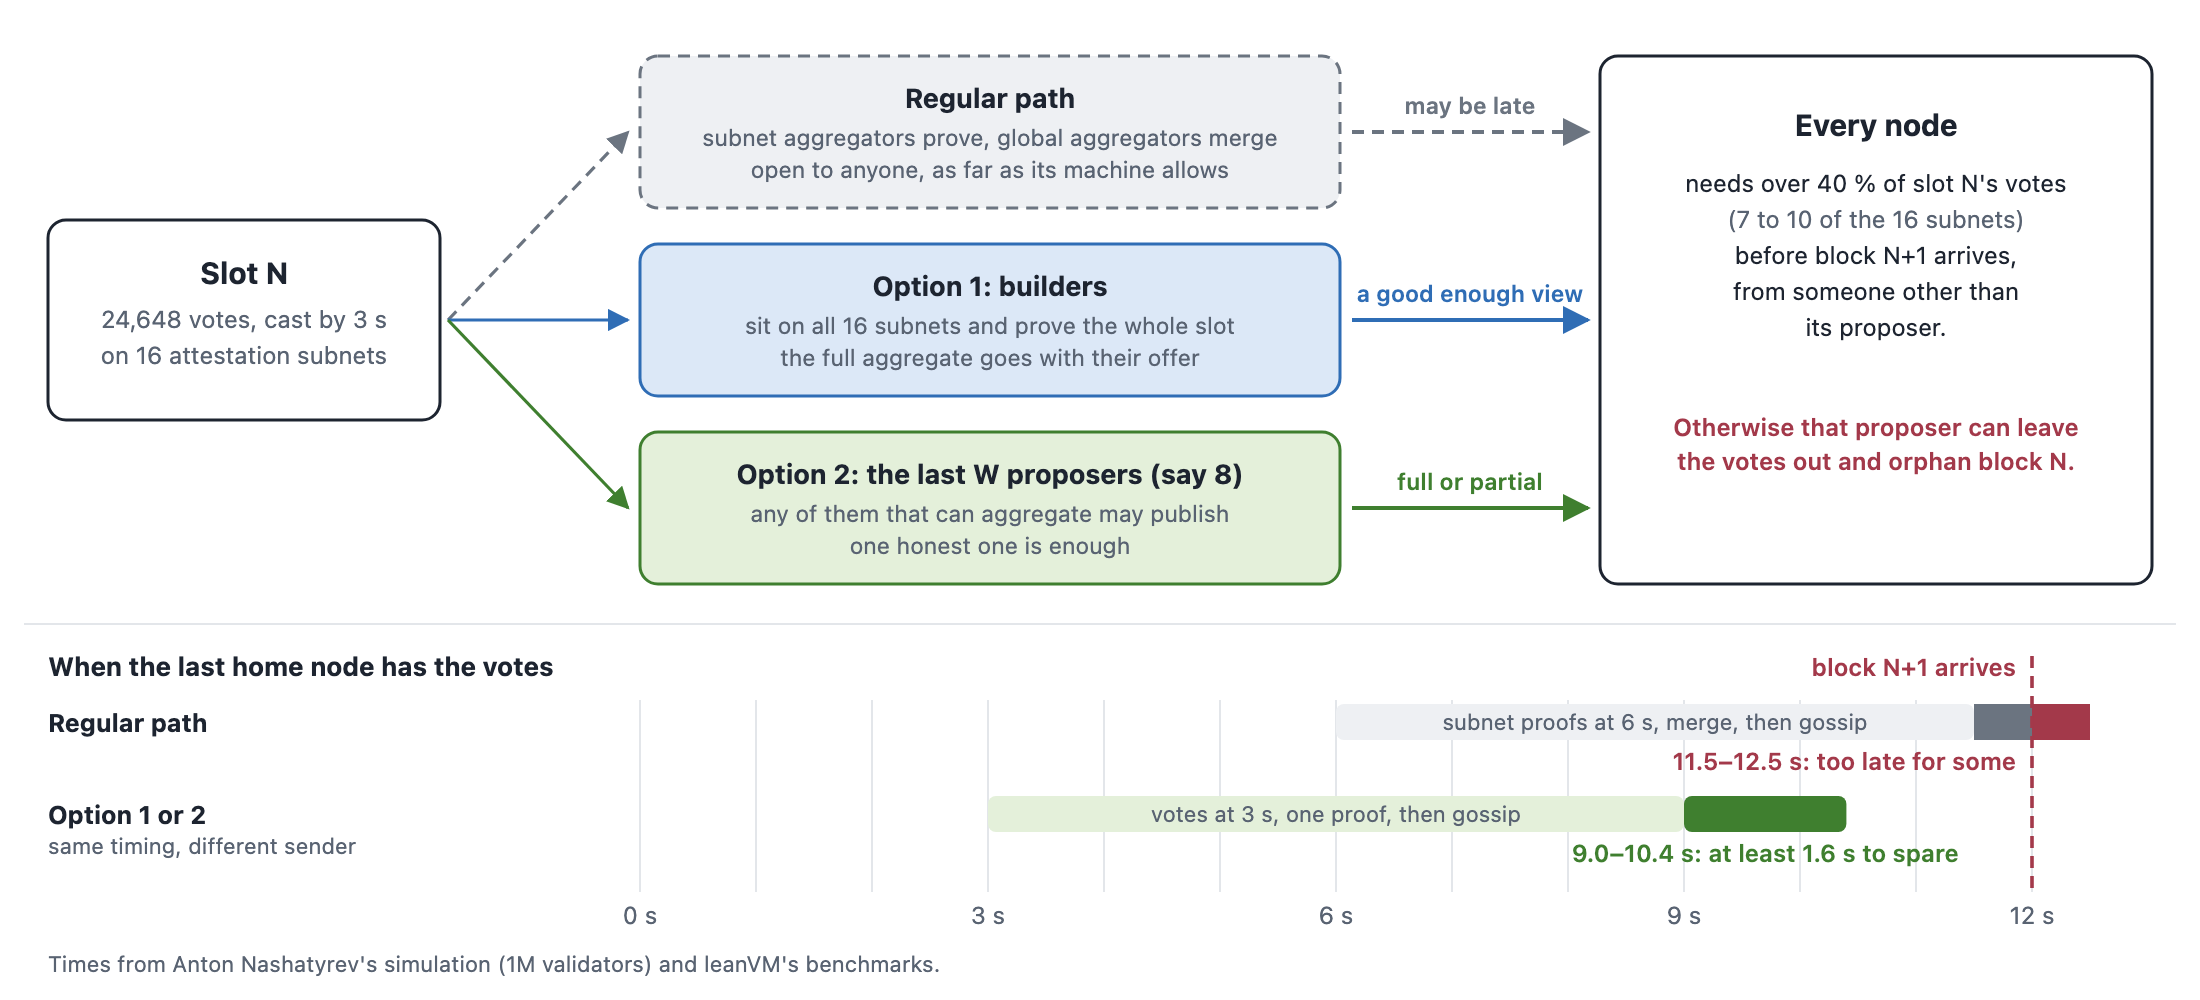 Slot N
24,648 votes, cast by 3 s
on 16 attestation subnets
Regular path
subnet aggregators prove, global aggregators merge
open to anyone, as far as its machine allows
Option 1: builders
sit on all 16 subnets and prove the whole slot
the full aggregate goes with their offer
Option 2: the last W proposers (say 8)
any of them that can aggregate may publish
one honest one is enough
may be late
a good enough view
full or partial
Every node
needs over 40 % of slot N's votes
(7 to 10 of the 16 subnets)
before block N+1 arrives,
from someone other than
its proposer.
Otherwise that proposer can leave
the votes out and orphan block N.
When the last home node has the votes
block N+1 arrives
Regular path
subnet proofs at 6 s, merge, then gossip
11.5–12.5 s: too late for some
Option 1 or 2
same timing, different sender
votes at 3 s, one proof, then gossip
9.0–10.4 s: at least 1.6 s to spare
0 s
3 s
6 s
9 s
12 s
Times from Anton Nashatyrev's simulation (1M validators) and leanVM's benchmarks.